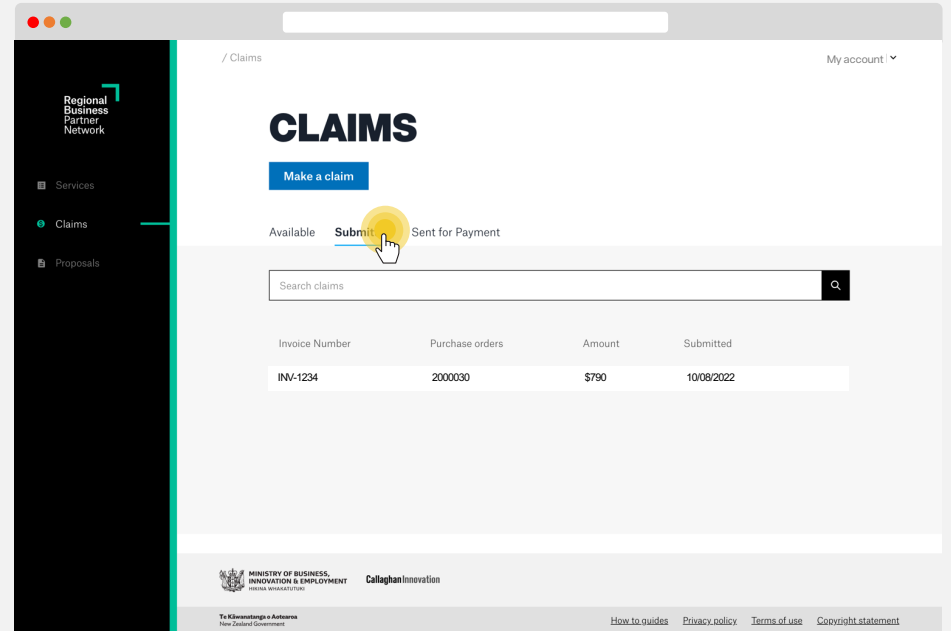 / Claims
My account
Regional
Business
Partner
Network
CLAIMS
Make a claim
Services
Claims
Proposals
Available Submit Sent for Payment
Search claims
Invoice Number Purchase orders Amount Submitted
INV-1234 2000030 $790 10/08/2022
MINISTRY OF BUSINESS,
INNOVATION & EMPLOYMENT
HĪKINA WHAKATUTUKI
CallaghanInnovation
Te Kāwanatanga o Aotearoa
New Zealand Government
How to guides Privacy policy Terms of use Copyright statement